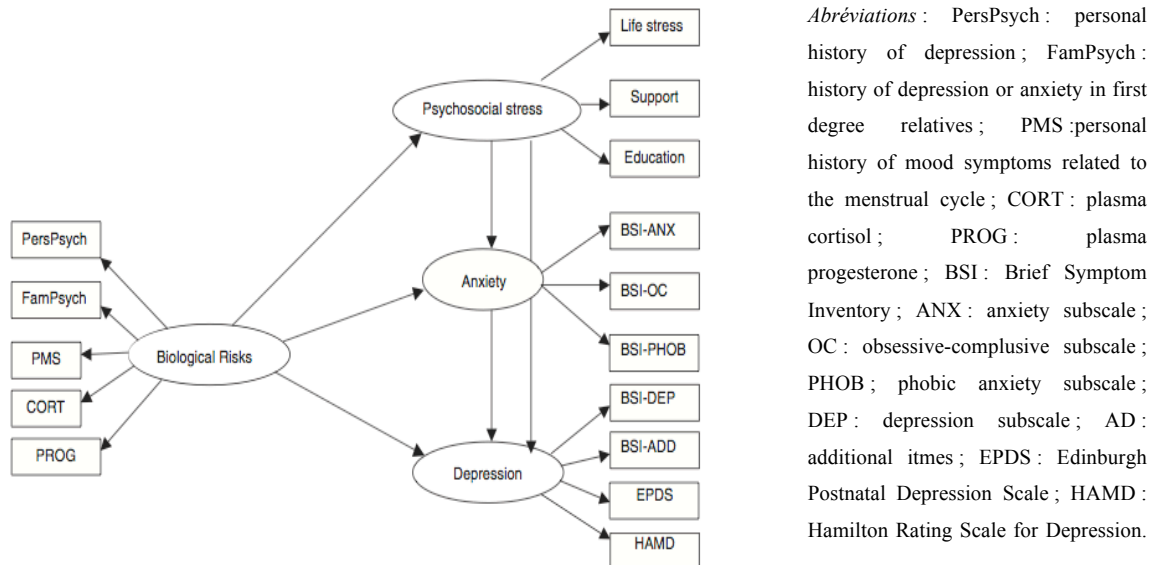 Life stress
Support
Psychosocial stress
Education
PersPsych
BSI-ANX
Anxiety
BSI-OC
FamPsych
BSI-PHOB
PMS
Biological Risks
BSI-DEP
CORT
BSI-ADD
PROG
Depression
EPDS
HAMD
Abréviations : PersPsych : personal
history of depression ; FamPsych :
history of depression or anxiety in first
degree relatives ; PMS :personal
history of mood symptoms related to
the menstrual cycle ; CORT : plasma
cortisol ; PROG : plasma
progesterone ; BSI : Brief Symptom
Inventory ; ANX : anxiety subscale ;
OC : obsessive-complusive subscale ;
PHOB ; phobic anxiety subscale ;
DEP : depression subscale ; AD :
additional itmes ; EPDS : Edinburgh
Postnatal Depression Scale ; HAMD :
Hamilton Rating Scale for Depression.